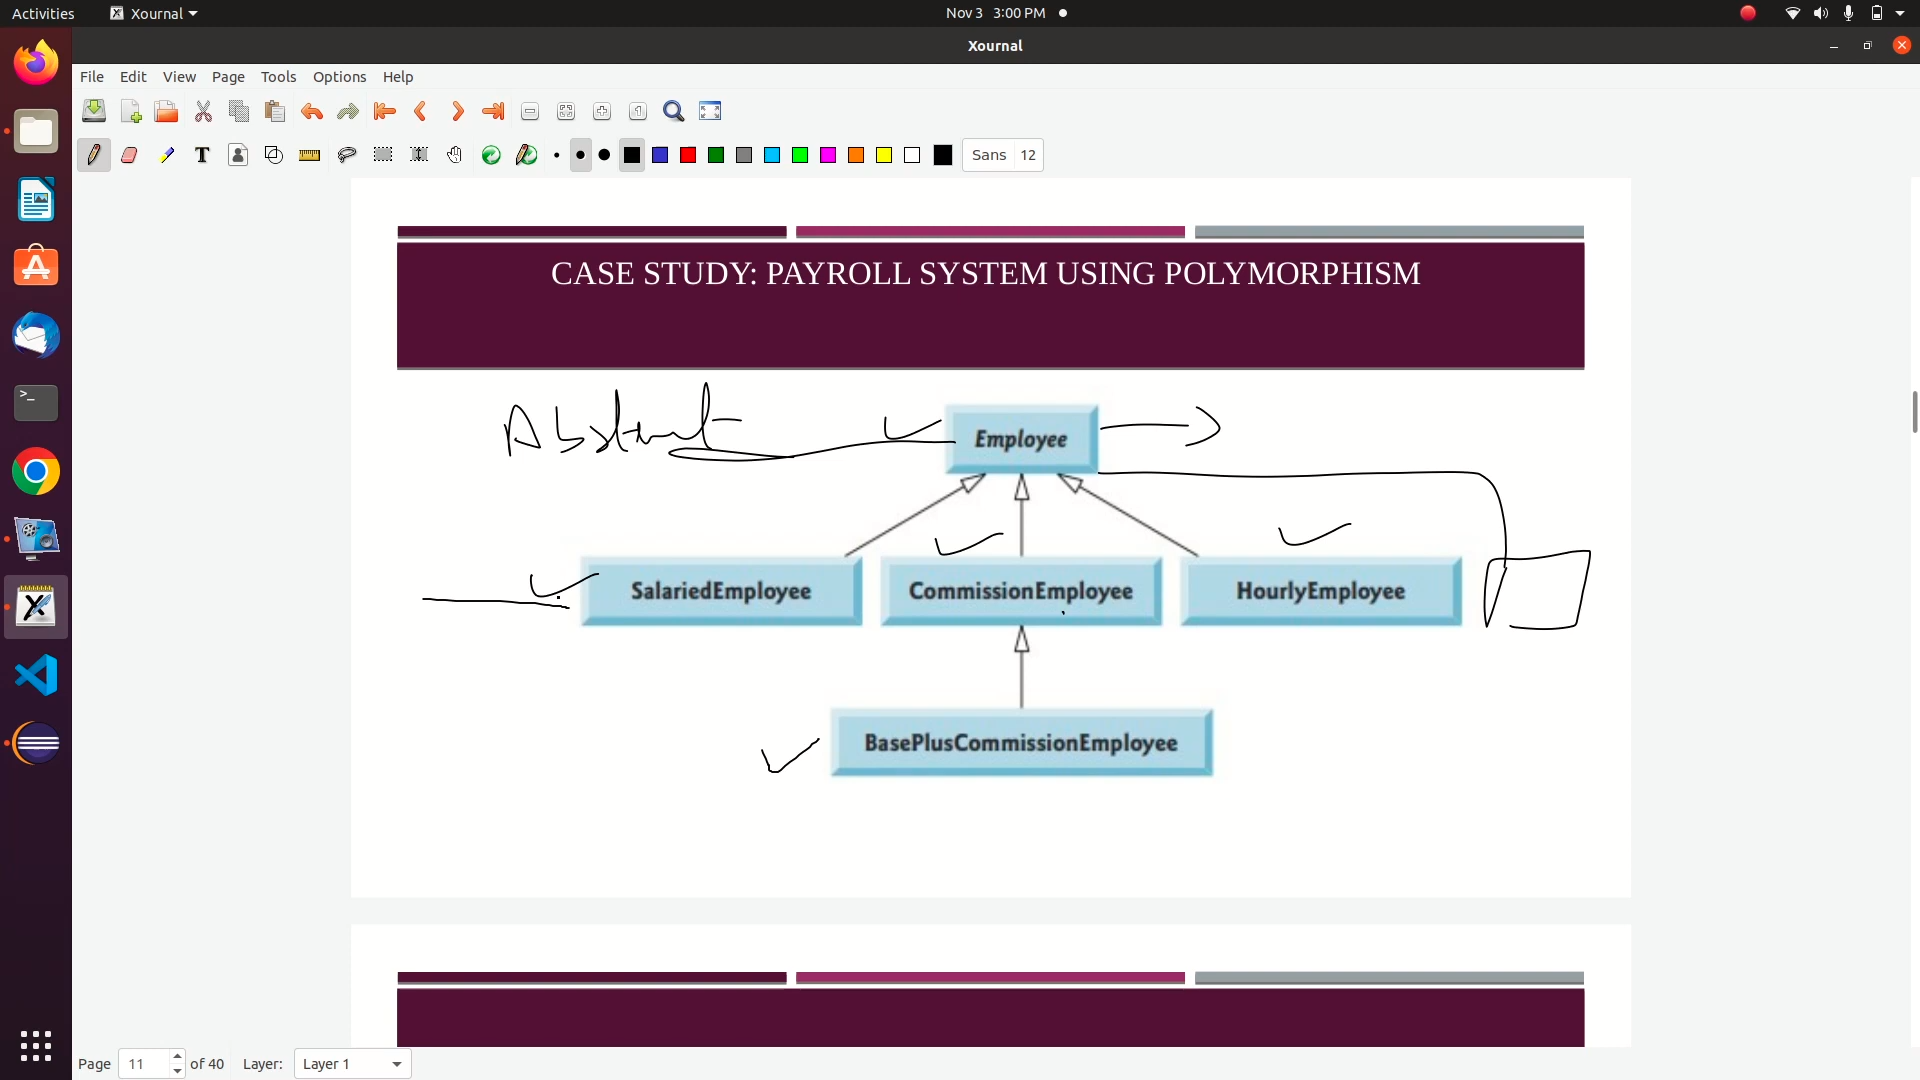 Activities Xournal Nov 3 3:00 PM
Xournal
File Edit View Page Tools Options Help
Sans 12
CASE STUDY: PAYROLL SYSTEM USING POLYMORPHISM
Abstract
Employee
SalariedEmployee CommissionEmployee HourlyEmployee
BasePlusCommissionEmployee
Page 11 of 40 Layer: Layer 1